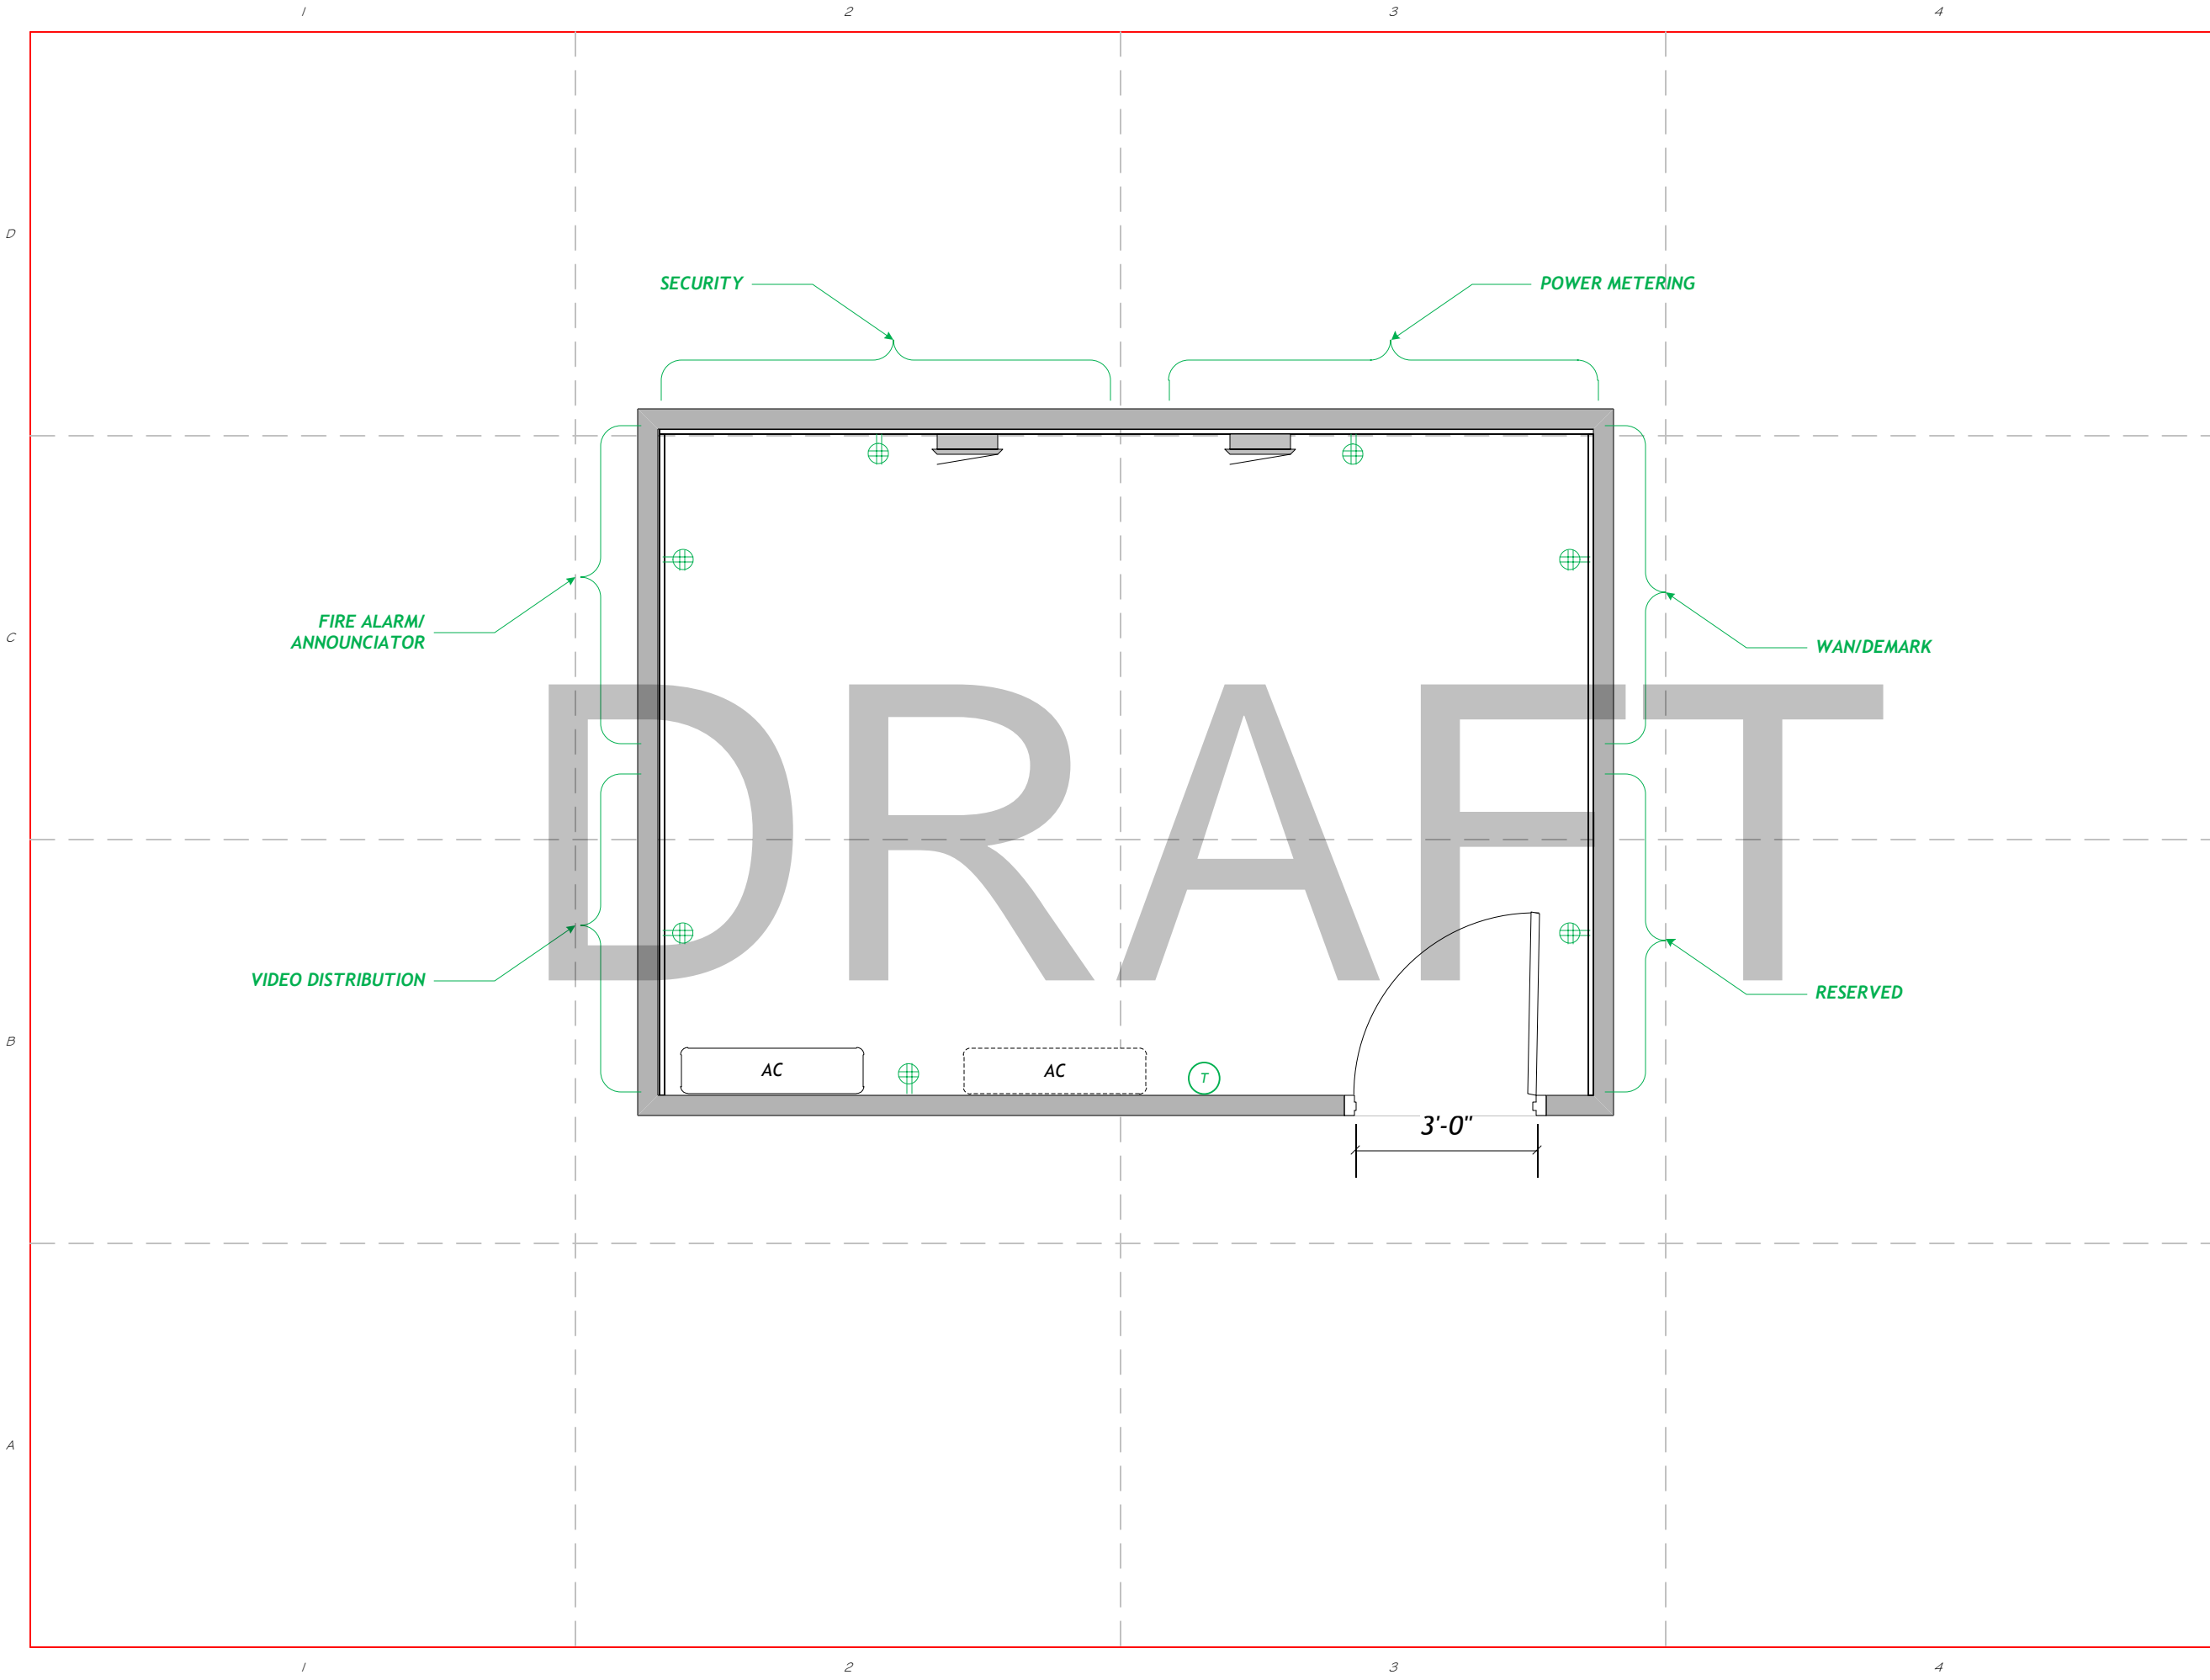 1 2 3 4
D
SECURITY POWER METERING
FIRE ALARM/
ANNOUNCIATOR
C
WAN/DEMARK
DRAFT
VIDEO DISTRIBUTION
RESERVED
B
AC AC T
3'-0"
A
1 2 3 4